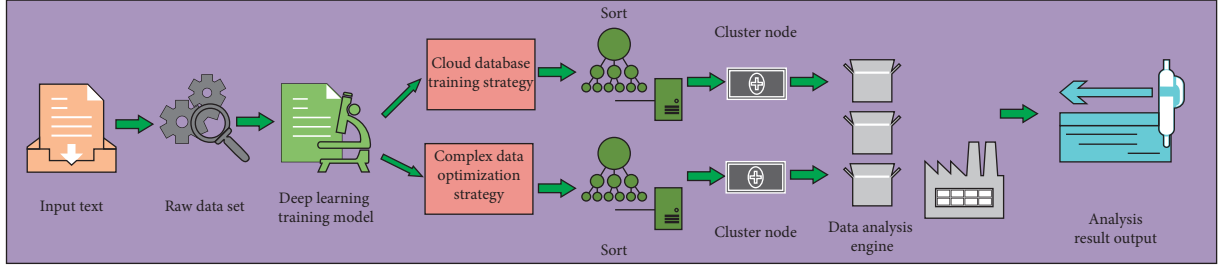 Input text
Raw data set
Deep learning
training model
Cloud database
training strategy
Complex data
optimization
strategy
Sort
Sort
Cluster node
Cluster node
Data analysis
engine
Analysis
result output